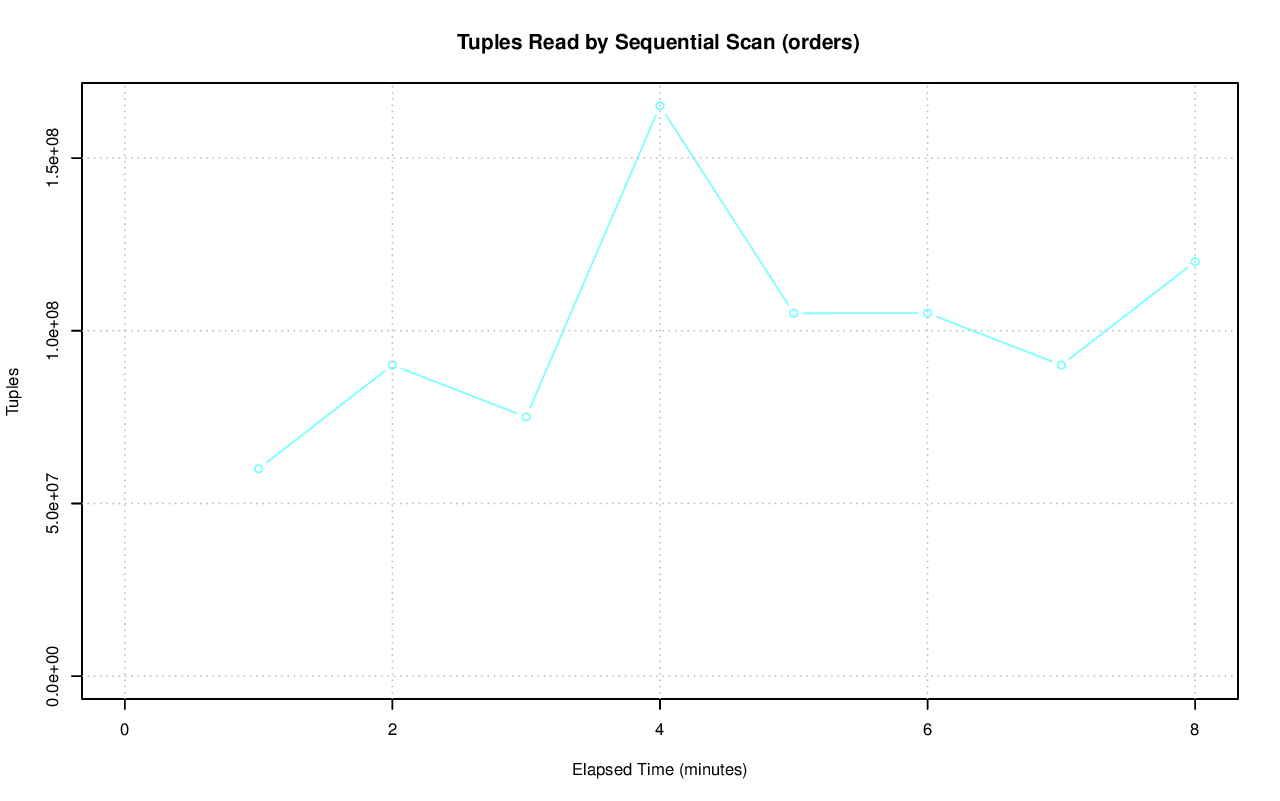 Tuples Read by Sequential Scan (orders)
Tuples
1.5e+08
1.0e+08
5.0e+07
0.0e+00
0 2 4 6 8
Elapsed Time (minutes)